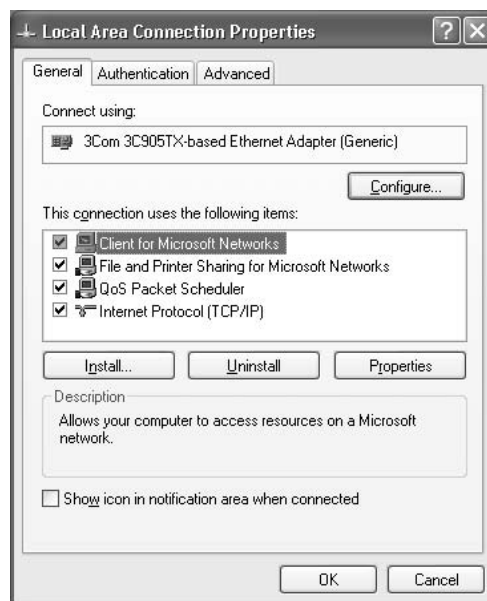 Local Area Connection Properties
General Authentication Advanced
Connect using:
3Com 3C905TX-based Ethernet Adapter (Generic)
Configure...
This connection uses the following items:
Client for Microsoft Networks
File and Printer Sharing for Microsoft Networks
QoS Packet Scheduler
Internet Protocol (TCP/IP)
Install... Uninstall Properties
Description
Allows your computer to access resources on a Microsoft
network.
Show icon in notification area when connected
OK Cancel